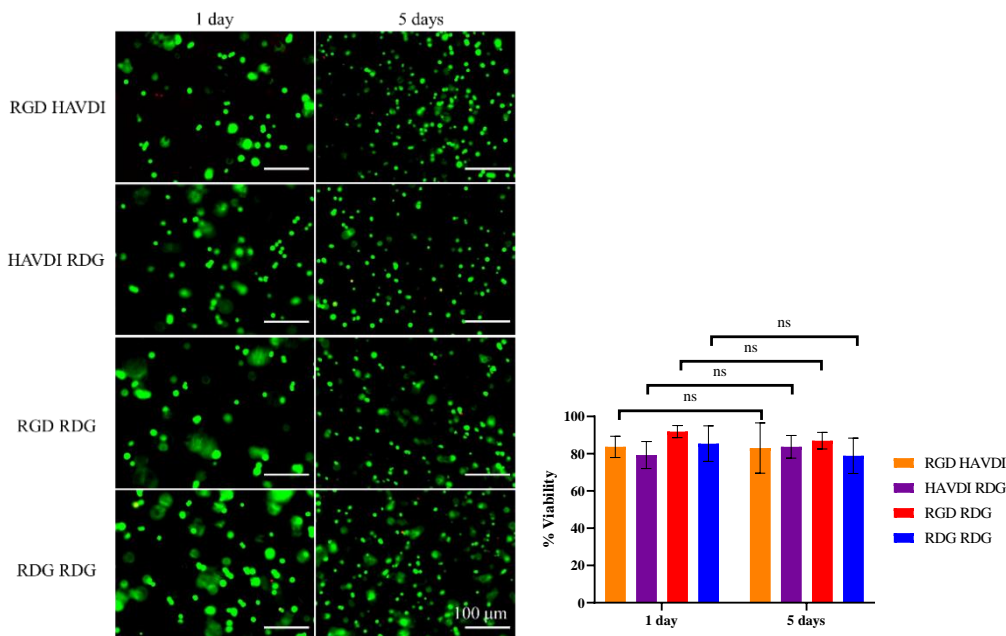 1 day
5 days
RGD HAVDI
HAVDI RDG
RGD RDG
RDG RDG
100 μm
ns
ns
ns
ns
% Viability
100
80
60
40
20
0
1 day
5 days
RGD HAVDI
HAVDI RDG
RGD RDG
RDG RDG